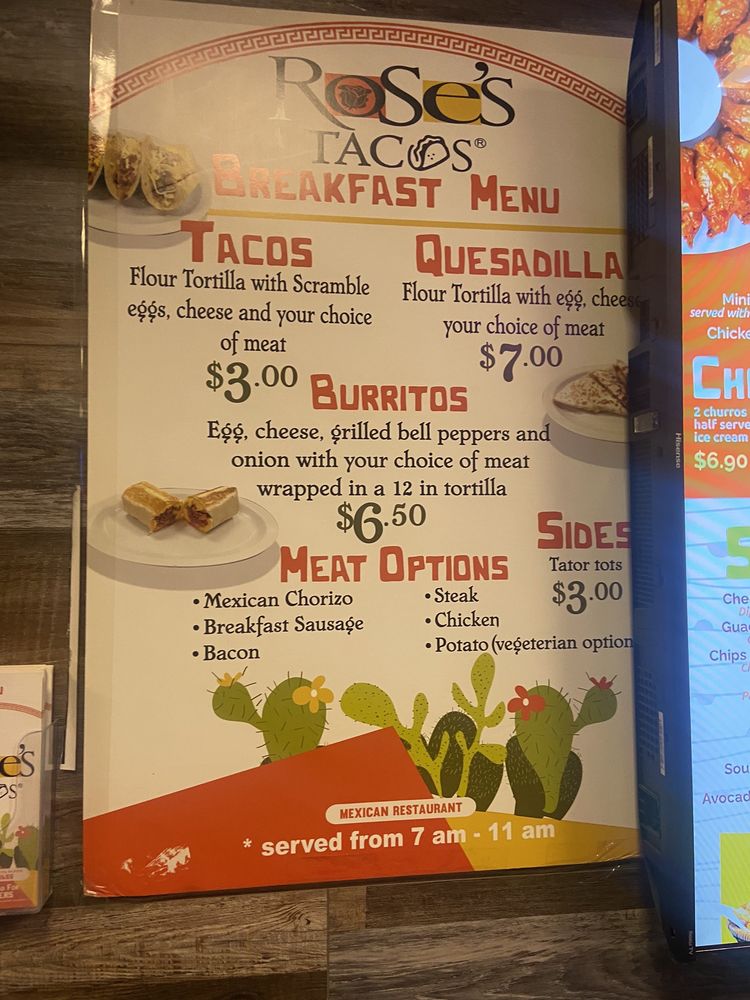 RoSe's
TACOS®
BREAKFAST MENU
TACOS
Flour Tortilla with Scramble
eggs, cheese and your choice
of meat
$3.00
QUESADILLA
Flour Tortilla with egg, cheese
your choice of meat
$7.00
BURRITOS
Egg, cheese, grilled bell peppers and
onion with your choice of meat
wrapped in a 12 in tortilla
$6.50
SIDES
Tator tots
$3.00
MEAT OPTIONS
• Mexican Chorizo
• Breakfast Sausage
• Bacon
• Steak
• Chicken
• Potato (vegeterian option
MEXICAN RESTAURANT
* served from 7 am - 11 am
Hisense
Mini
served with
2 churros
half serve
ice cream
$6.90
Chips